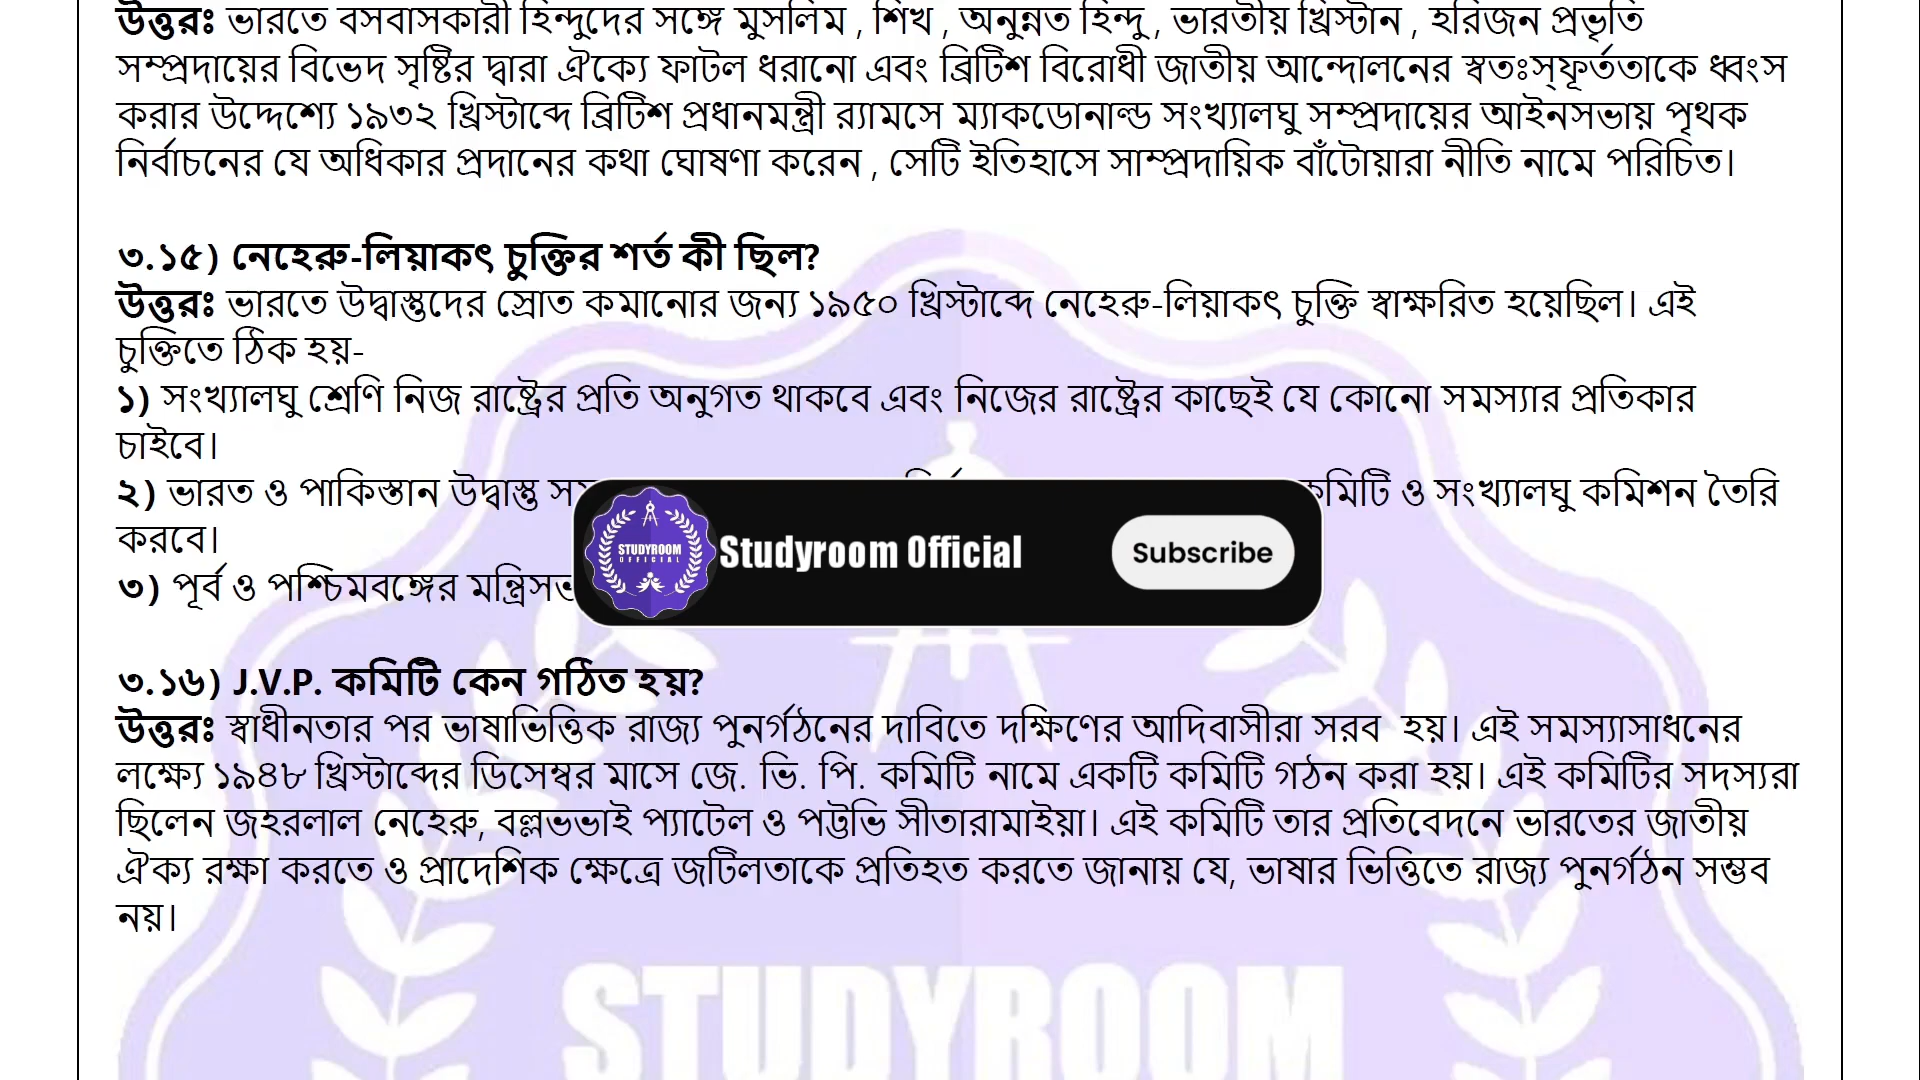 উত্তরঃ ভারতে বসবাসকারী হিন্দুদের সঙ্গে মুসলিম , শিখ , অনুন্নত হিন্দু , ভারতীয় খ্রিস্টান , হরিজন প্রভৃতি
সম্প্রদায়ের বিভেদ সৃষ্টির দ্বারা ঐক্যে ফাটল ধরানো এবং ব্রিটিশ বিরোধী জাতীয় আন্দোলনের স্বতঃস্ফূর্ততাকে ধ্বংস
করার উদ্দেশ্যে ১৯৩২ খ্রিস্টাব্দে ব্রিটিশ প্রধানমন্ত্রী র‍্যামসে ম্যাকডোনাল্ড সংখ্যালঘু সম্প্রদায়ের আইনসভায় পৃথক
নির্বাচনের যে অধিকার প্রদানের কথা ঘোষণা করেন , সেটি ইতিহাসে সাম্প্রদায়িক বাঁটোয়ারা নীতি নামে পরিচিত।
৩.১৫) নেহেরু-লিয়াকৎ চুক্তির শর্ত কী ছিল?
উত্তরঃ ভারতে উদ্বাস্তুদের স্রোত কমানোর জন্য ১৯৫০ খ্রিস্টাব্দে নেহেরু-লিয়াকৎ চুক্তি স্বাক্ষরিত হয়েছিল। এই
চুক্তিতে ঠিক হয়-
১) সংখ্যালঘু শ্রেণি নিজ রাষ্ট্রের প্রতি অনুগত থাকবে এবং নিজের রাষ্ট্রের কাছেই যে কোনো সমস্যার প্রতিকার
চাইবে।
২) ভারত ও পাকিস্তান উদ্বাস্তু কমিটি ও সংখ্যালঘু কমিশন তৈরি
করবে।
৩) পূর্ব ও পশ্চিমবঙ্গের
Studyroom Official
Subscribe
STUDYROOM
OFFICIAL
৩.১৬) J.V.P. কমিটি কেন গঠিত হয়?
উত্তরঃ স্বাধীনতার পর ভাষাভিত্তিক রাজ্য পুনর্গঠনের দাবিতে দক্ষিণের আদিবাসীরা সরব হয়। এই সমস্যাসাধনের
লক্ষ্যে ১৯৪৮ খ্রিস্টাব্দের ডিসেম্বর মাসে জে. ভি. পি. কমিটি নামে একটি কমিটি গঠন করা হয়। এই কমিটির সদস্যরা
ছিলেন জহরলাল নেহেরু, বল্লভভাই প্যাটেল ও পট্টভি সীতারামাইয়া। এই কমিটি তার প্রতিবেদনে ভারতের জাতীয়
ঐক্য রক্ষা করতে ও প্রাদেশিক ক্ষেত্রে জটিলতাকে প্রতিহত করতে জানায় যে, ভাষার ভিত্তিতে রাজ্য পুনর্গঠন সম্ভব
নয়।
STUDYROOM